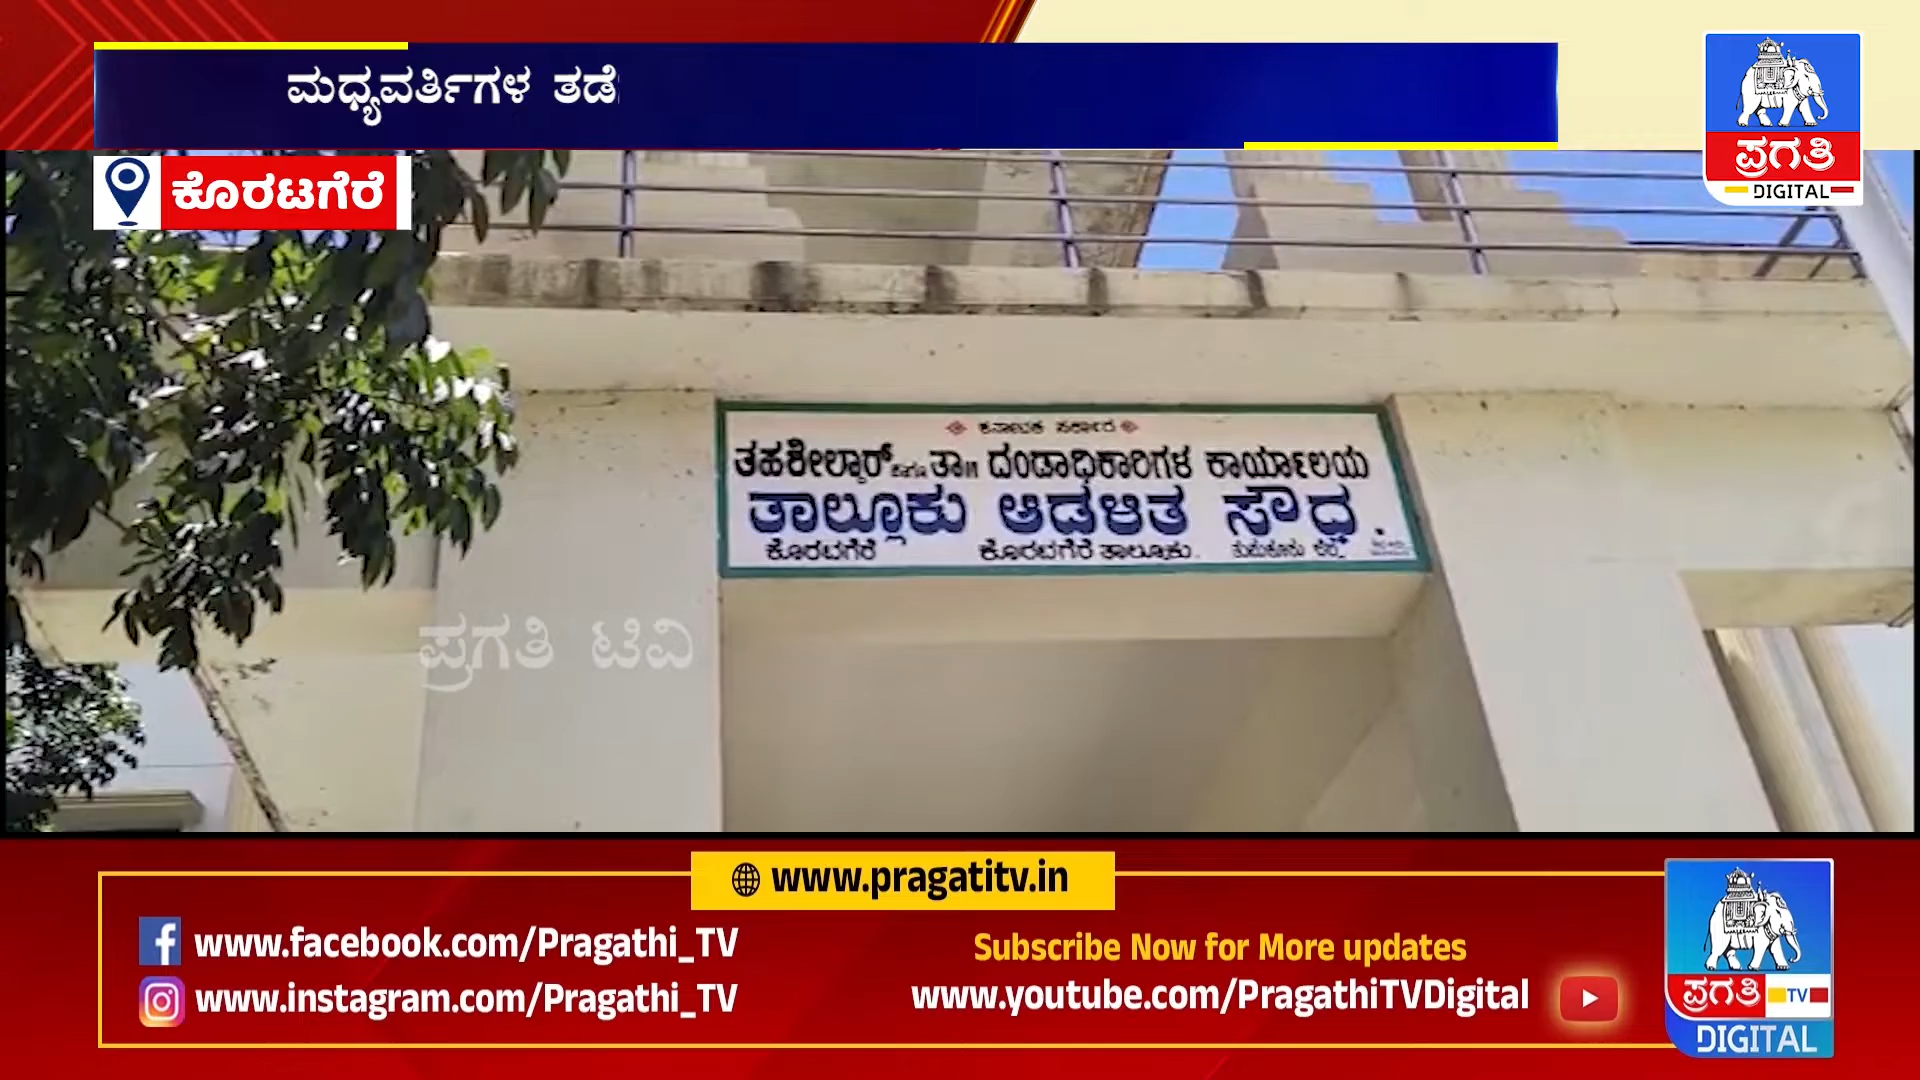 ಮಧ್ಯವರ್ತಿಗಳ ತಡೆ
ಪ್ರಗತಿ
DIGITAL
ಕೊರಟಗೆರೆ
ಕರ್ನಾಟಕ ಸರ್ಕಾರ
ತಹಶೀಲ್ದಾರ್ ಹಾಗೂ ತಾ|| ದಂಡಾಧಿಕಾರಿಗಳ ಕಾರ್ಯಾಲಯ
ತಾಲ್ಲೂಕು ಆಡಳಿತ ಸೌಧ.
ಕೊರಟಗೆರೆ ಕೊರಟಗೆರೆ ತಾಲ್ಲೂಕು. ತುಮಕೂರು ಜಿಲ್ಲೆ.
ಪ್ರಗತಿ ಟಿವಿ
www.pragatitv.in
www.facebook.com/Pragathi_TV
www.instagram.com/Pragathi_TV
Subscribe Now for More updates
www.youtube.com/PragathiTVDigital
ಪ್ರಗತಿ TV
DIGITAL